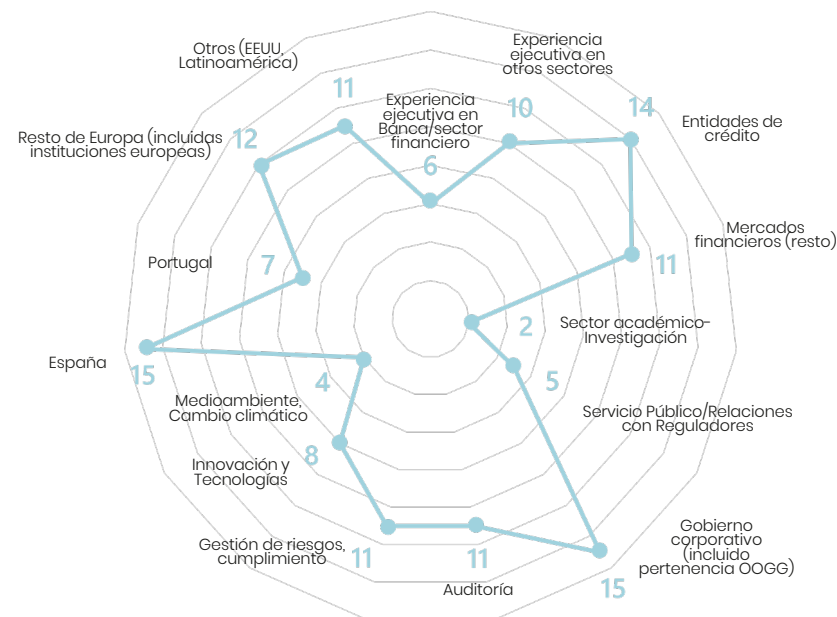 Experiencia
ejecutiva en
Banca/sector
financiero
6
Experiencia
ejecutiva en
otros sectores
10
14
Entidades de
crédito
Mercados
financieros (resto)
11
Sector académico-
Investigación
2
Servicio Público/Relaciones
con Reguladores
5
Gobierno
corporativo
(incluido
pertenencia OOGG)
15
Auditoría
11
Gestión de riesgos,
cumplimiento
11
Innovación y
Tecnologías
8
Medioambiente,
Cambio climático
4
España
15
Portugal
7
Resto de Europa (incluidas
instituciones europeas)
12
Otros (EEUU,
Latinoamérica)
11